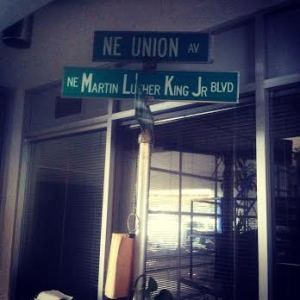 NE UNION AV
NE MARTIN LUTHER KING JR BLVD